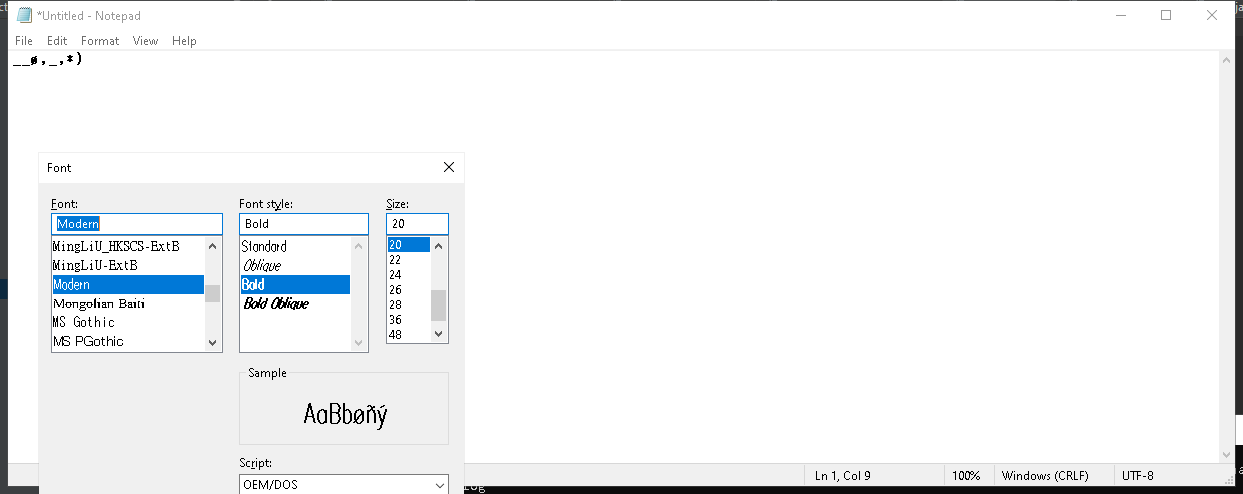 *Untitled - Notepad
File Edit Format View Help
__ø,_,*)
Font
Font: Font style: Size:
Modern Bold 20
MingLiU_HKSCS-ExtB Standard 20
MingLiU-ExtB Oblique 22
Modern Bold 24
Mongolian Baiti Bold Oblique 26
MS Gothic 28
MS PGothic 36
48
Sample
AaBbøñý
Script:
OEM/DOS
Ln 1, Col 9 100% Windows (CRLF) UTF-8